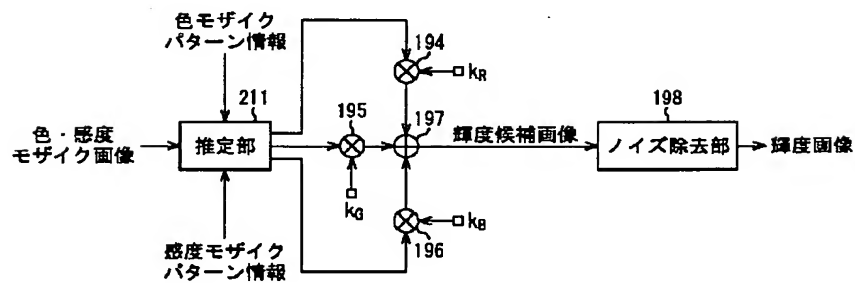 色モザイク
パターン情報
194
kR
211
195
197
198
色・感度
モザイク画像
推定部
輝度候補画像
ノイズ除去部
輝度画像
kG
kB
196
感度モザイク
パターン情報